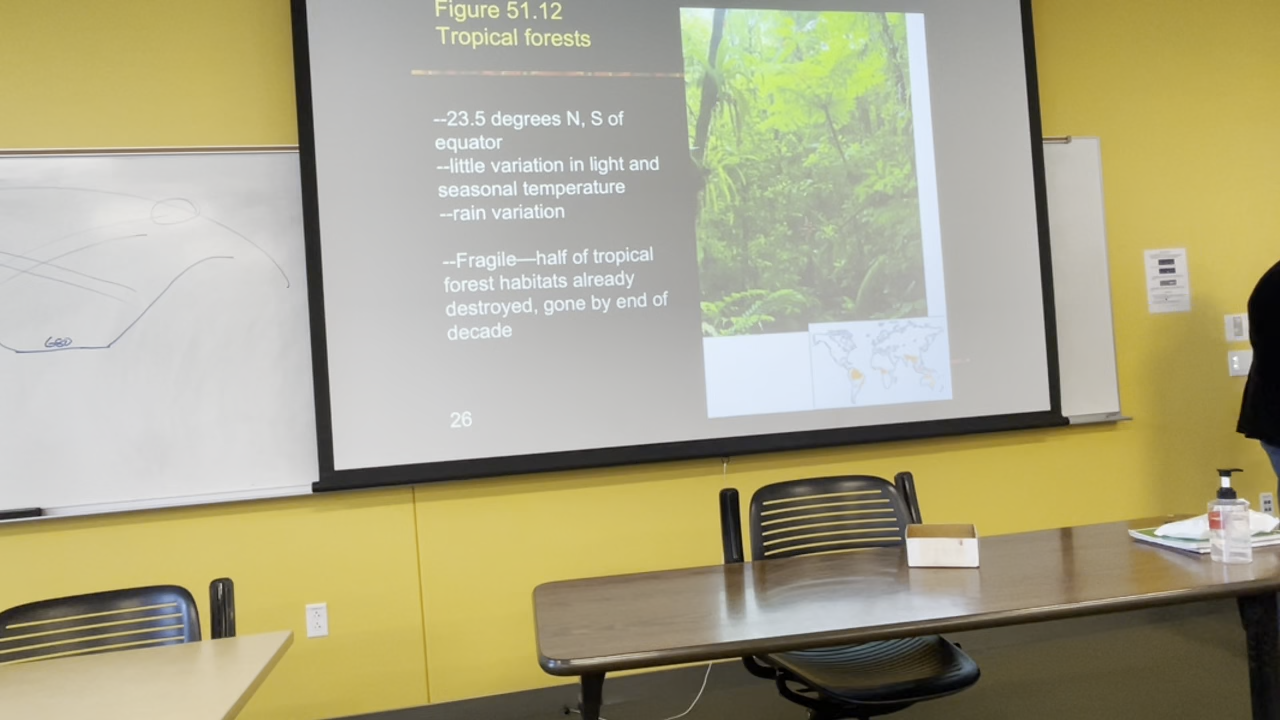 Figure 51.12
Tropical forests
--23.5 degrees N, S of
equator
--little variation in light and
seasonal temperature
--rain variation
--Fragile—half of tropical
forest habitats already
destroyed, gone by end of
decade
26